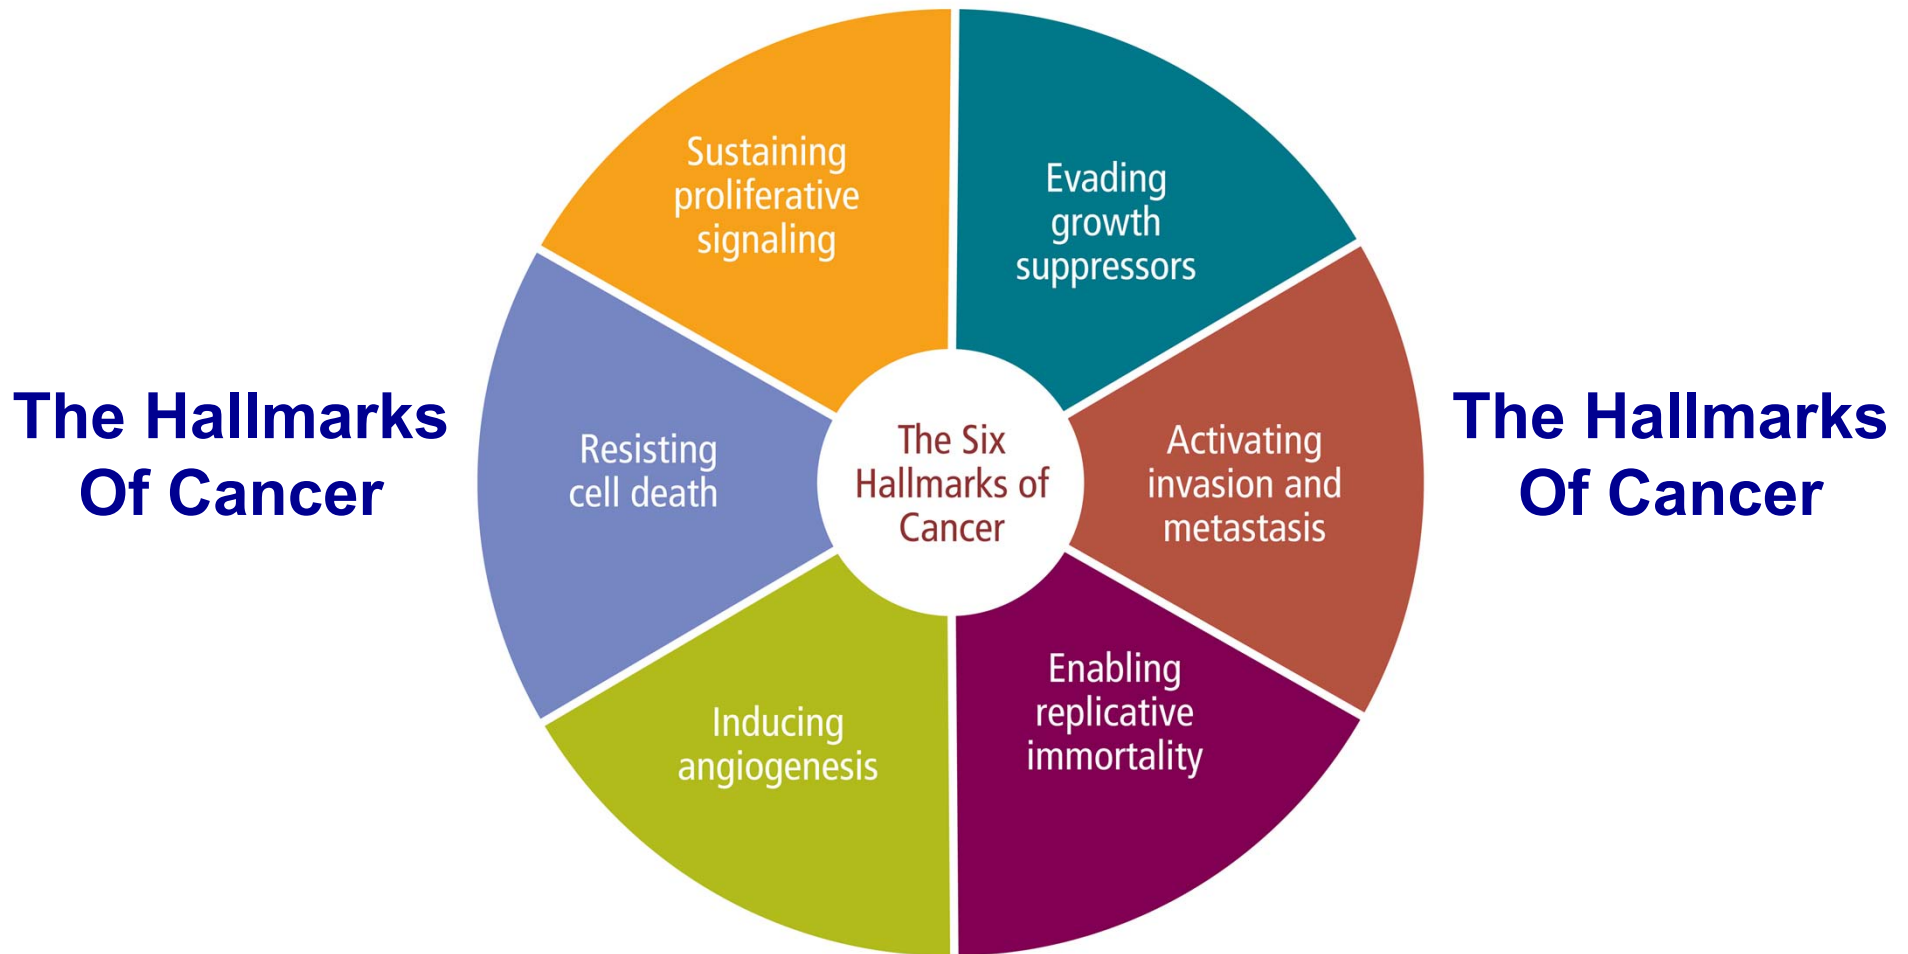 The Hallmarks
Of Cancer
Sustaining
proliferative
signaling
Evading
growth
suppressors
Resisting
cell death
The Six
Hallmarks of
Cancer
Activating
invasion and
metastasis
Inducing
angiogenesis
Enabling
replicative
immortality
The Hallmarks
Of Cancer